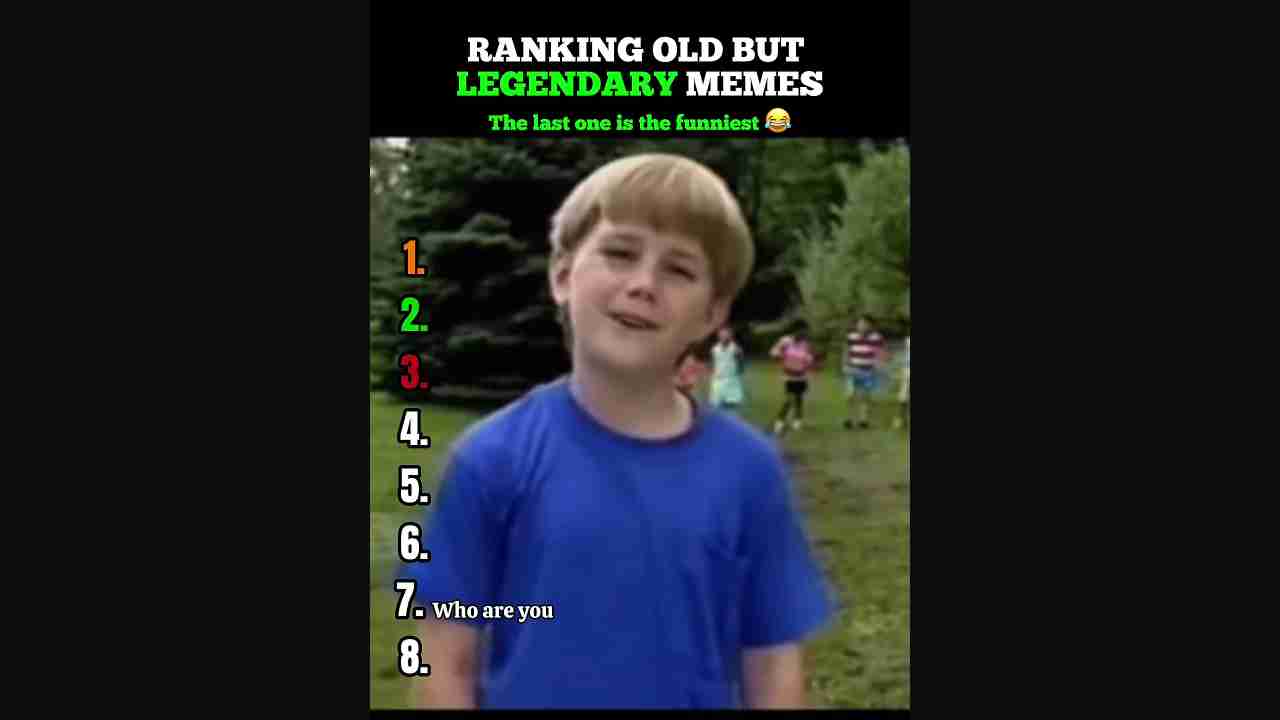 RANKING OLD BUT
LEGENDARY MEMES
The last one is the funniest 😂
1.
2.
3.
4.
5.
6.
7. Who are you
8.